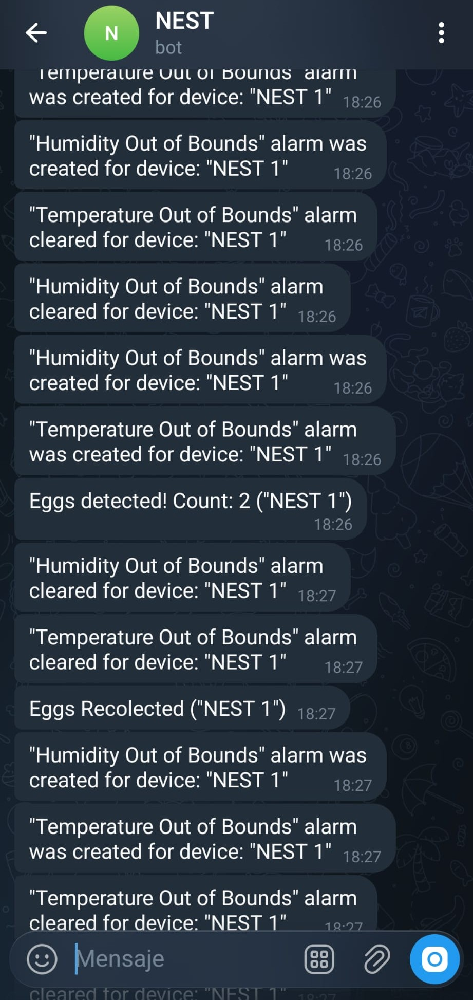 N
NEST
bot
"Temperature Out of Bounds" alarm
was created for device: "NEST 1" 18:26
"Humidity Out of Bounds" alarm was
created for device: "NEST 1" 18:26
"Temperature Out of Bounds" alarm
cleared for device: "NEST 1" 18:26
"Humidity Out of Bounds" alarm
cleared for device: "NEST 1" 18:26
"Humidity Out of Bounds" alarm was
created for device: "NEST 1" 18:26
"Temperature Out of Bounds" alarm
was created for device: "NEST 1" 18:26
Eggs detected! Count: 2 ("NEST 1")
18:26
"Humidity Out of Bounds" alarm
cleared for device: "NEST 1" 18:27
"Temperature Out of Bounds" alarm
cleared for device: "NEST 1" 18:27
Eggs Recolected ("NEST 1") 18:27
"Humidity Out of Bounds" alarm was
created for device: "NEST 1" 18:27
"Temperature Out of Bounds" alarm
was created for device: "NEST 1" 18:27
"Temperature Out of Bounds" alarm
cleared for device: "NEST 1" 18:27
Mensaje
cleared for device: "NEST 1" 18:27